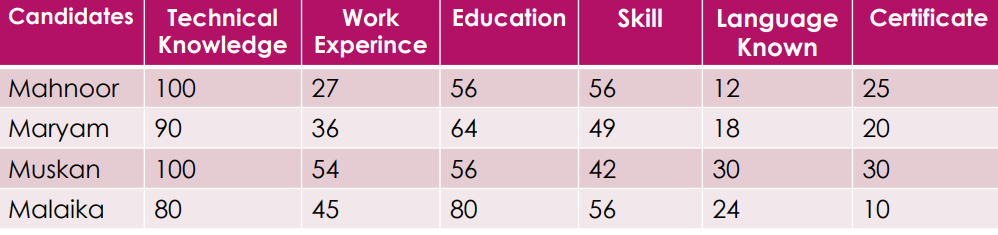 Candidates Technical Knowledge Work Experince Education Skill Language Known Certificate
Mahnoor 100 27 56 56 12 25
Maryam 90 36 64 49 18 20
Muskan 100 54 56 42 30 30
Malaika 80 45 80 56 24 10